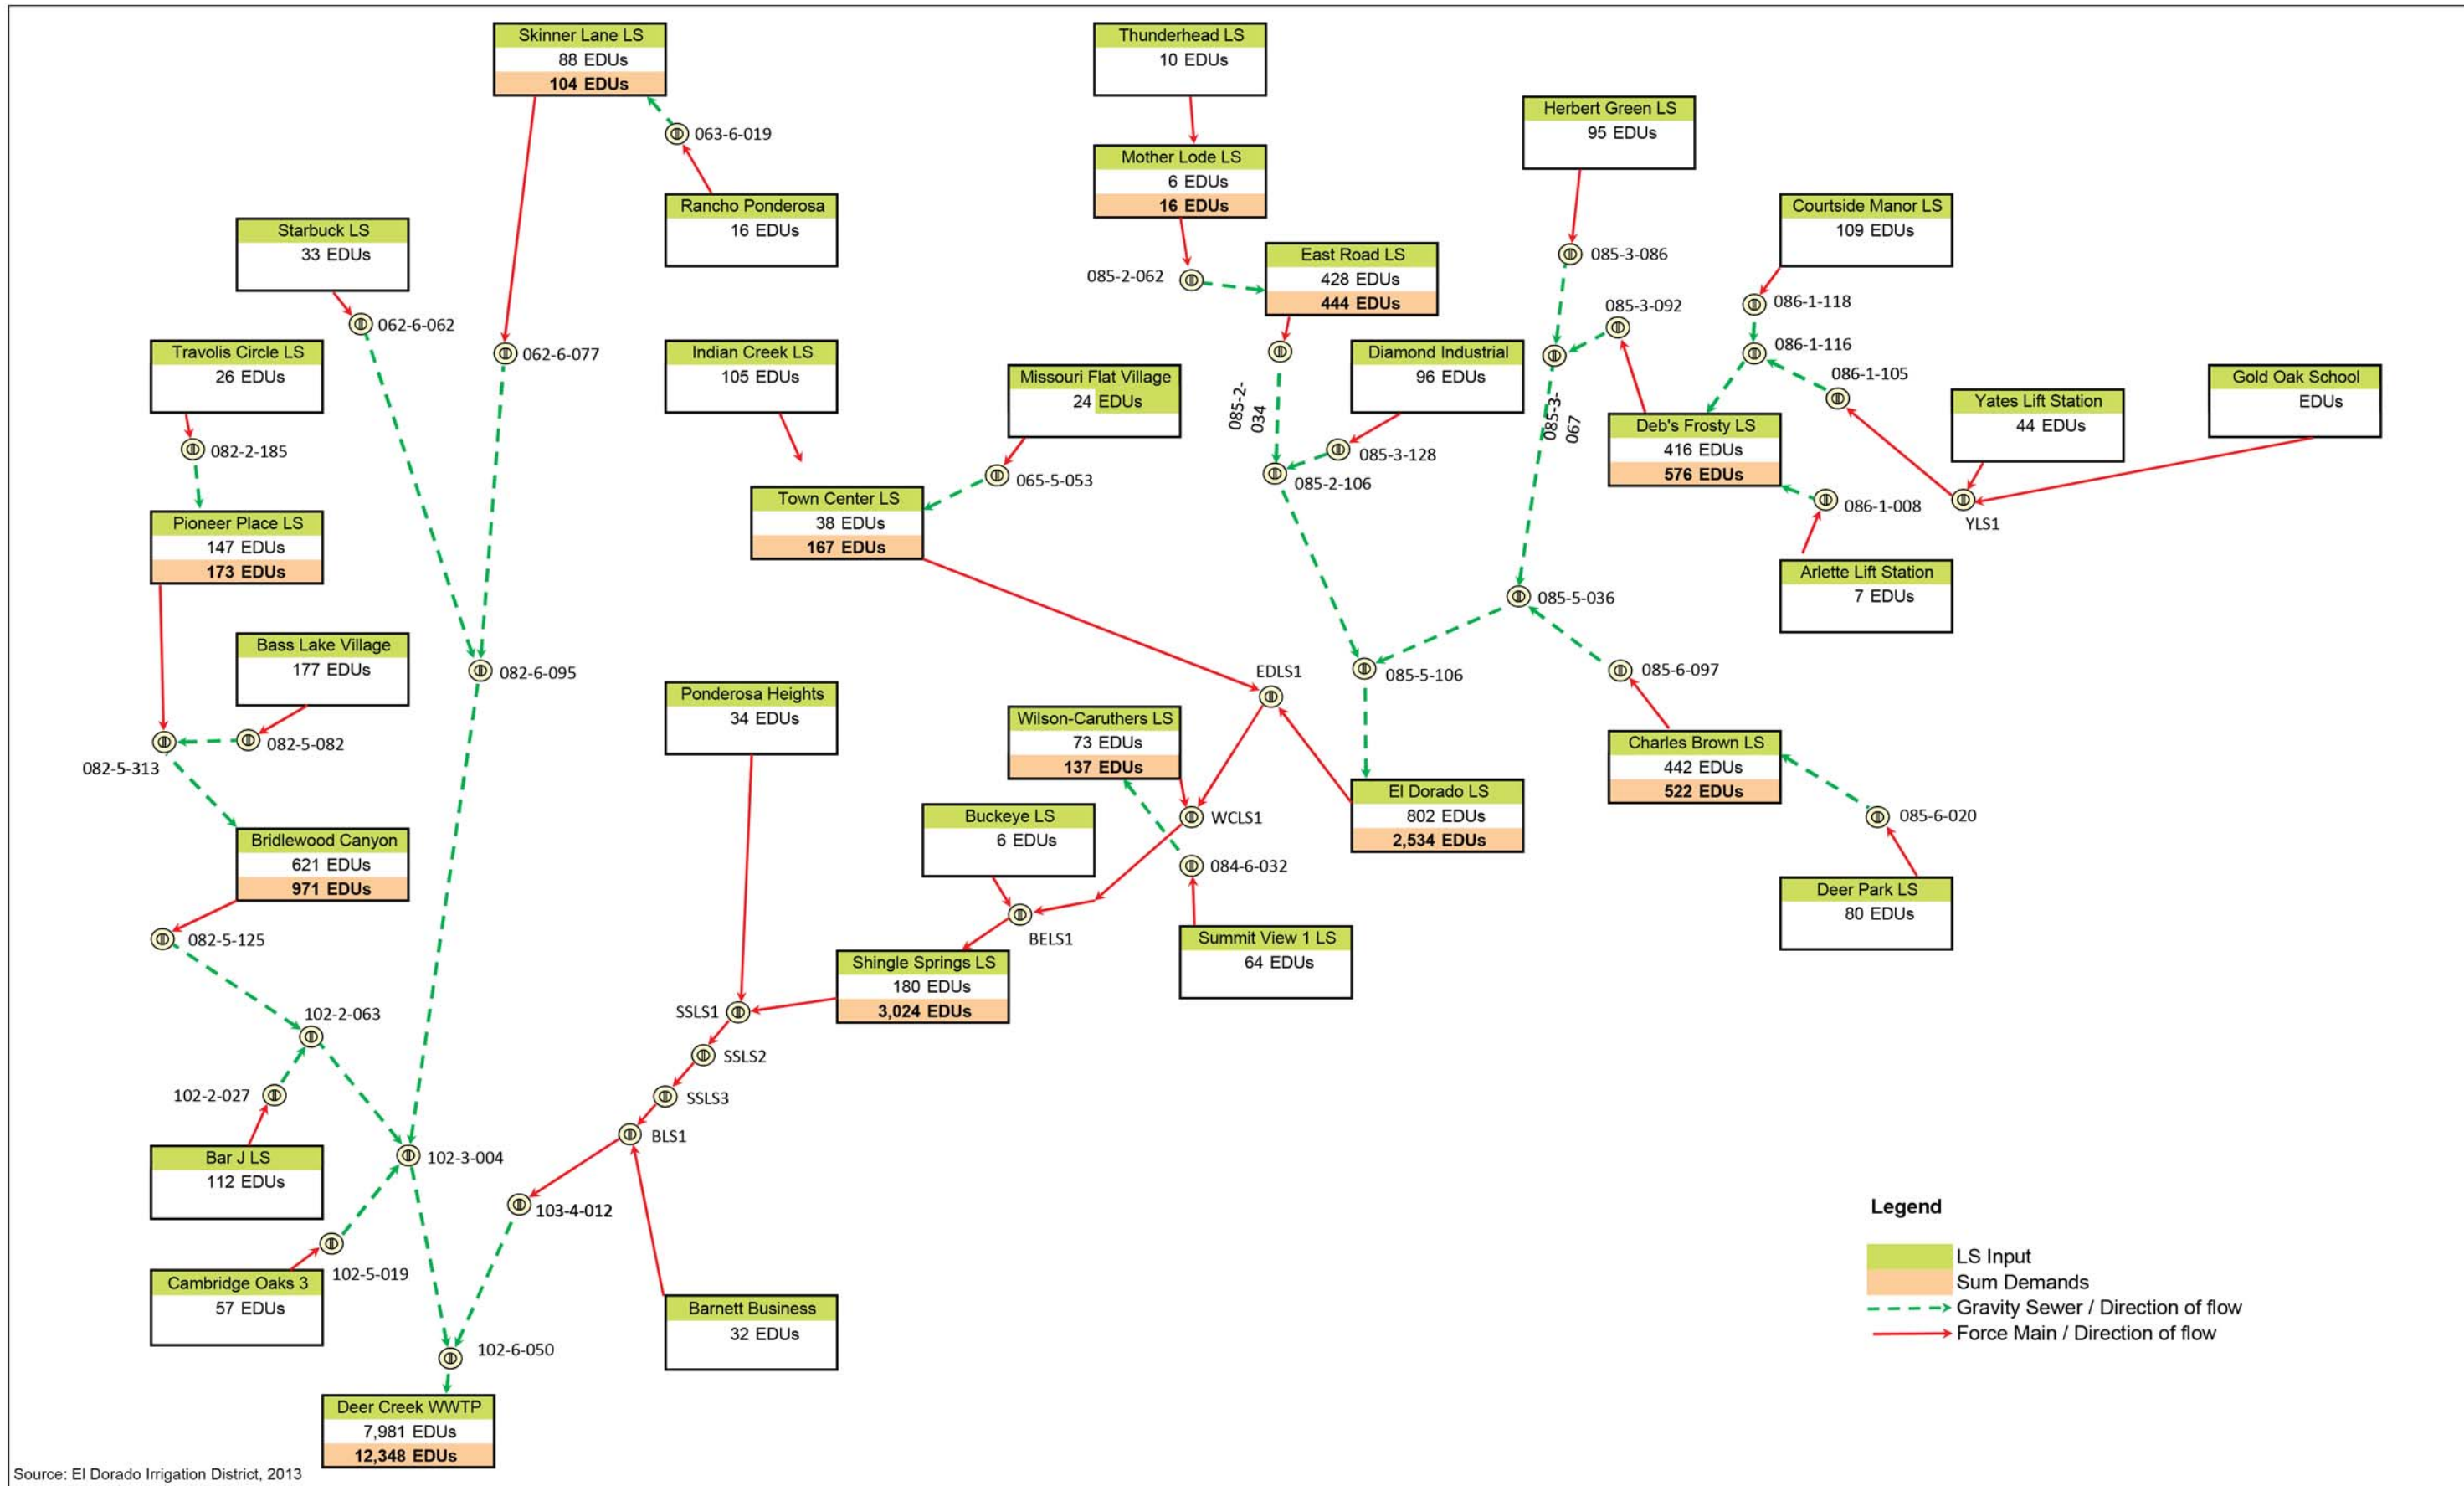 Skinner Lane LS
88 EDUs
104 EDUs
063-6-019
Rancho Ponderosa
16 EDUs
Starbuck LS
33 EDUs
062-6-062
062-6-077
Travolis Circle LS
26 EDUs
082-2-185
Pioneer Place LS
147 EDUs
173 EDUs
Bass Lake Village
177 EDUs
082-6-095
082-5-082
082-5-313
Bridlewood Canyon
621 EDUs
971 EDUs
082-5-125
102-2-063
102-2-027
Bar J LS
112 EDUs
102-3-004
Cambridge Oaks 3
57 EDUs
102-5-019
102-6-050
Deer Creek WWTP
7,981 EDUs
12,348 EDUs
Source: El Dorado Irrigation District, 2013
Thunderhead LS
10 EDUs
Mother Lode LS
6 EDUs
16 EDUs
085-2-062
East Road LS
428 EDUs
444 EDUs
085-2-
034
Diamond Industrial
96 EDUs
085-3-128
085-2-106
Indian Creek LS
105 EDUs
Missouri Flat Village
24 EDUs
065-5-053
Town Center LS
38 EDUs
167 EDUs
Herbert Green LS
95 EDUs
085-3-086
085-3-092
085-3-
067
Courtside Manor LS
109 EDUs
086-1-118
086-1-116
086-1-105
Deb's Frosty LS
416 EDUs
576 EDUs
Yates Lift Station
44 EDUs
Gold Oak School
EDUs
YLS1
086-1-008
Arlette Lift Station
7 EDUs
085-5-036
085-5-106
085-6-097
Charles Brown LS
442 EDUs
522 EDUs
085-6-020
Deer Park LS
80 EDUs
EDLS1
El Dorado LS
802 EDUs
2,534 EDUs
Wilson-Caruthers LS
73 EDUs
137 EDUs
WCLS1
084-6-032
Summit View 1 LS
64 EDUs
Buckeye LS
6 EDUs
BELS1
Ponderosa Heights
34 EDUs
Shingle Springs LS
180 EDUs
3,024 EDUs
SSLS1
SSLS2
SSLS3
BLS1
103-4-012
Barnett Business
32 EDUs
Legend
LS Input
Sum Demands
Gravity Sewer / Direction of flow
Force Main / Direction of flow